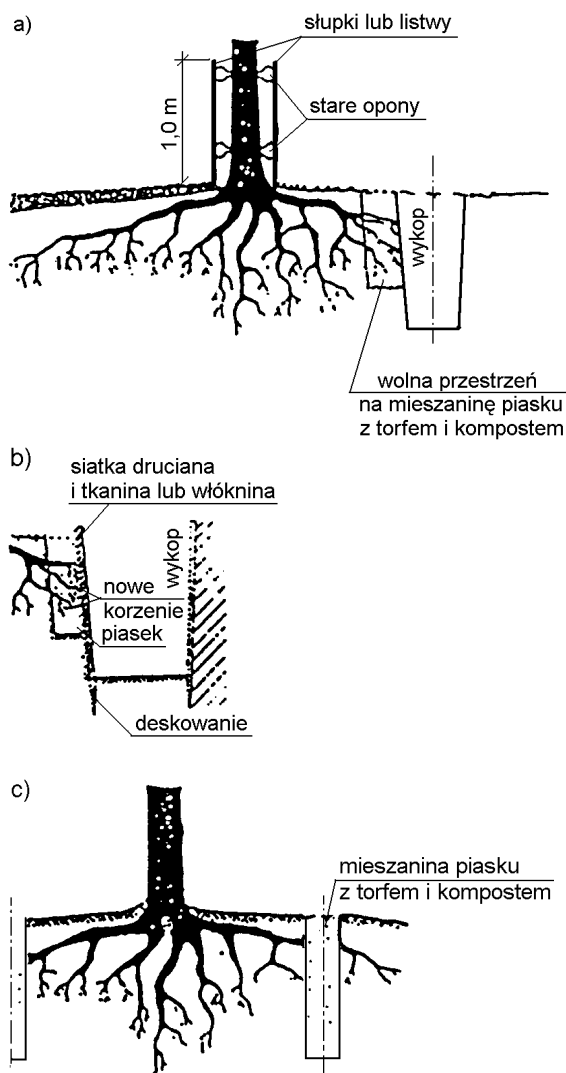 a)
słupki lub listwy
1,0 m
stare opony
wykop
wolna przestrzeń
na mieszaninę piasku
z torfem i kompostem
b)
siatka druciana
i tkanina lub włóknina
wykop
nowe
korzenie
piasek
deskowanie
c)
mieszanina piasku
z torfem i kompostem